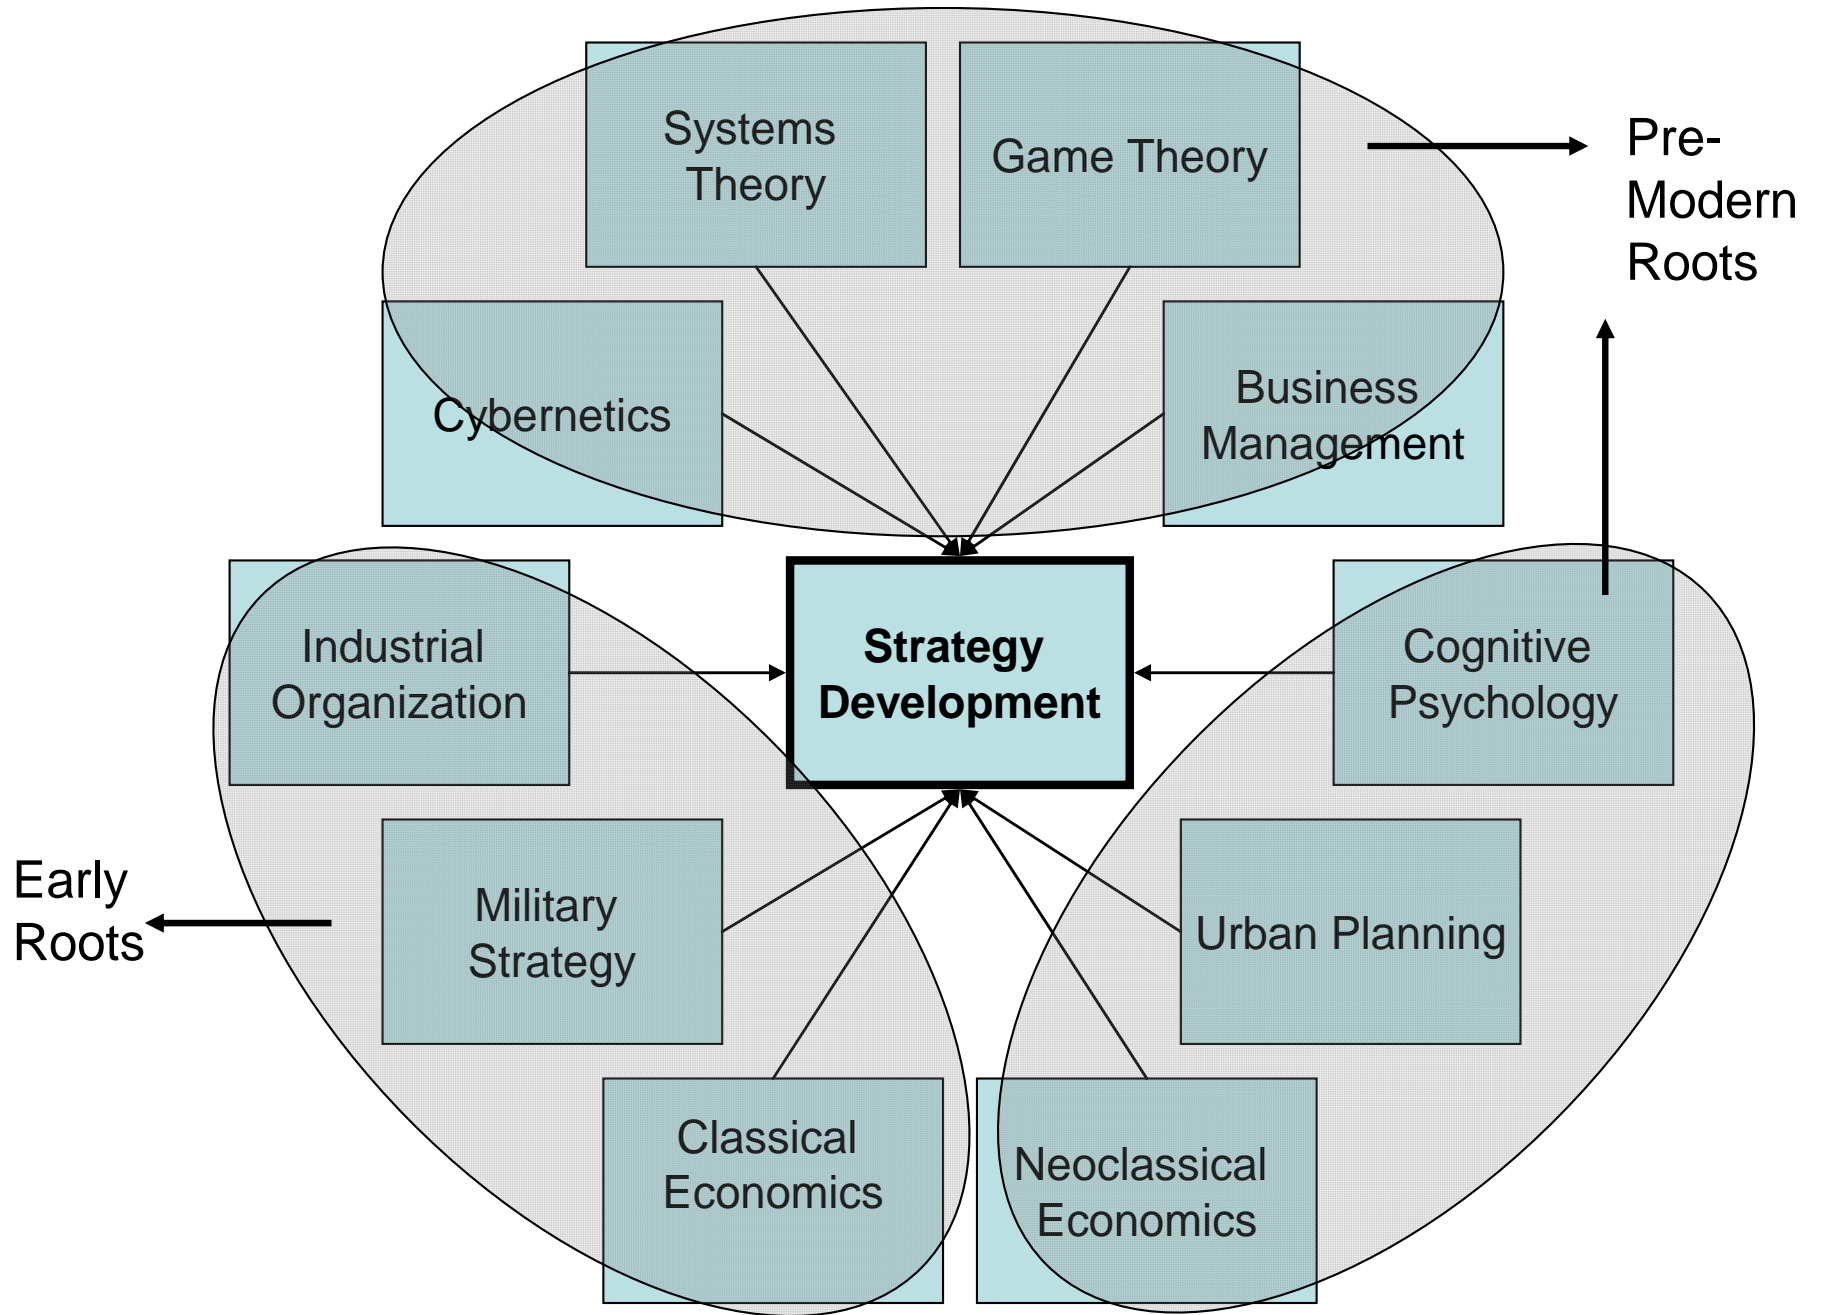 Systems
Theory
Game Theory
Pre-
Modern
Roots
Cybernetics
Business
Management
Industrial
Organization
Strategy
Development
Cognitive
Psychology
Early
Roots
Military
Strategy
Urban Planning
Classical
Economics
Neoclassical
Economics